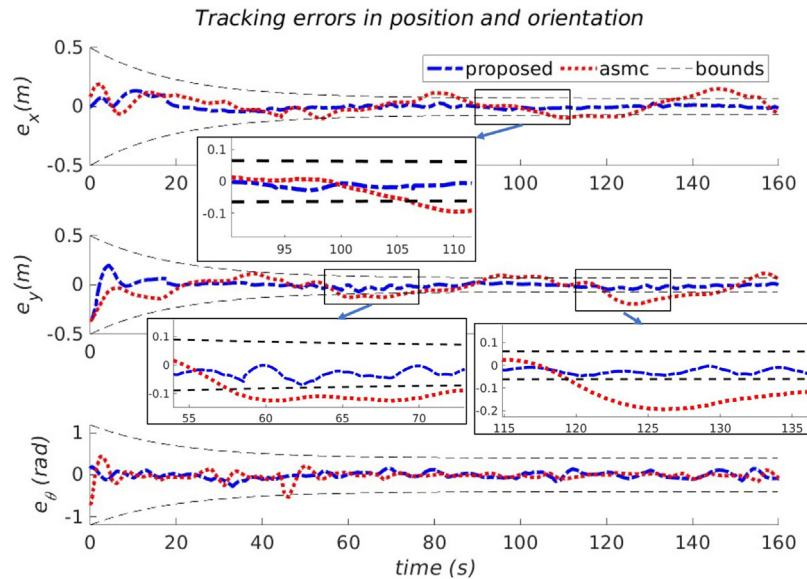 Tracking errors in position and orientation
0.5
proposed asmc bounds
e_x(m)
0
-0.5
0 20 40 60 80 100 120 140 160
0.1
0
-0.1
95 100 105 110
0.5
e_y(m)
0
-0.5
0
0.1
0
-0.1
55 60 65 70
0.1
0
-0.1
-0.2
115 120 125 130 135
1
e_θ (rad)
0
-1
0 20 40 60 80 100 120 140 160
time (s)